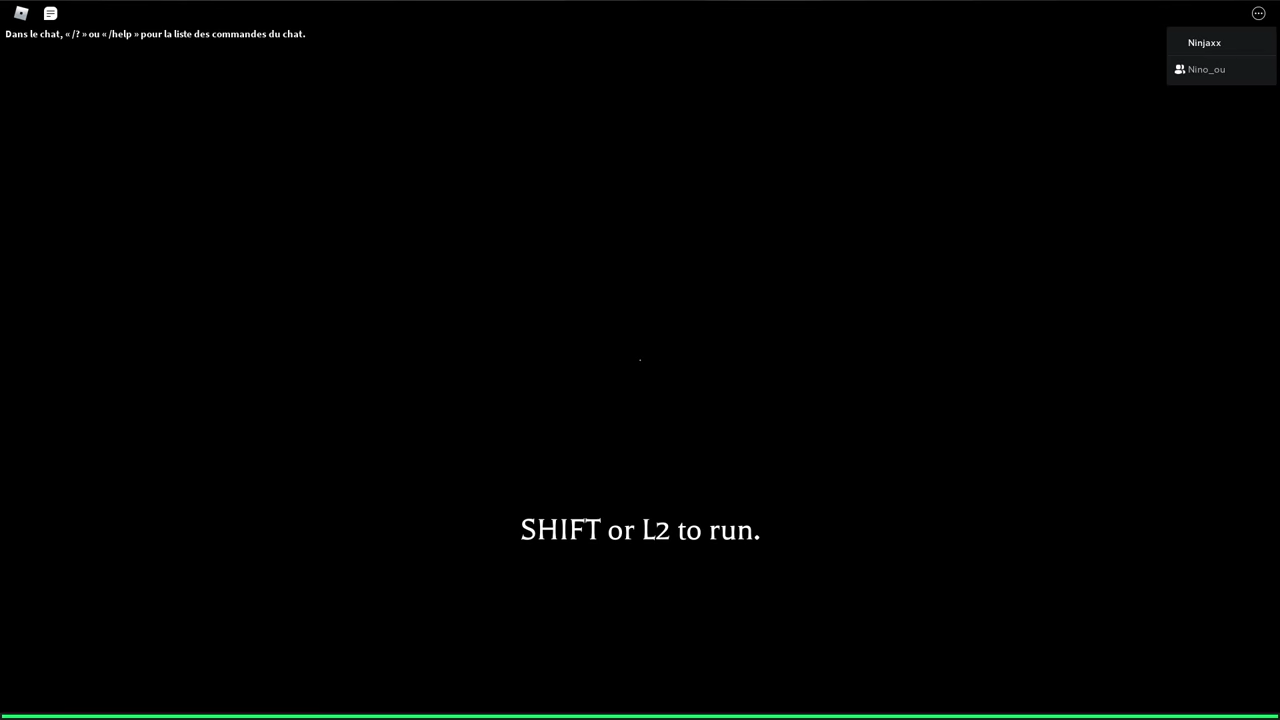 Dans le chat, « /? » ou « /help » pour la liste des commandes du chat.
Ninjaxx
Nino_ou
SHIFT or L2 to run.